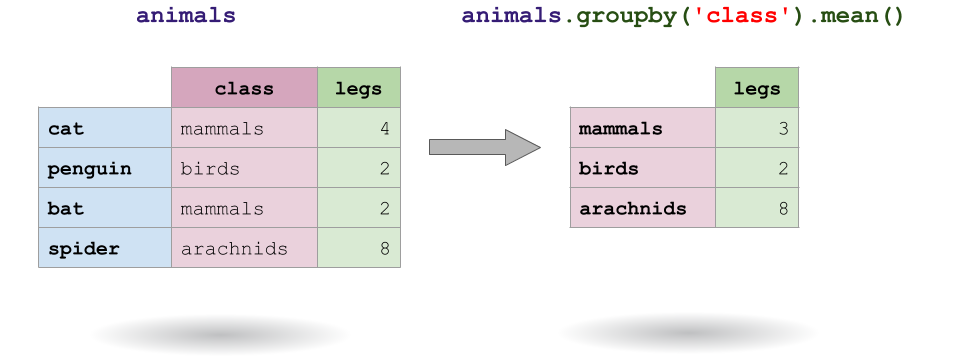 animals
animals.groupby('class').mean()
class legs
cat mammals 4
penguin birds 2
bat mammals 2
spider arachnids 8
legs
mammals 3
birds 2
arachnids 8